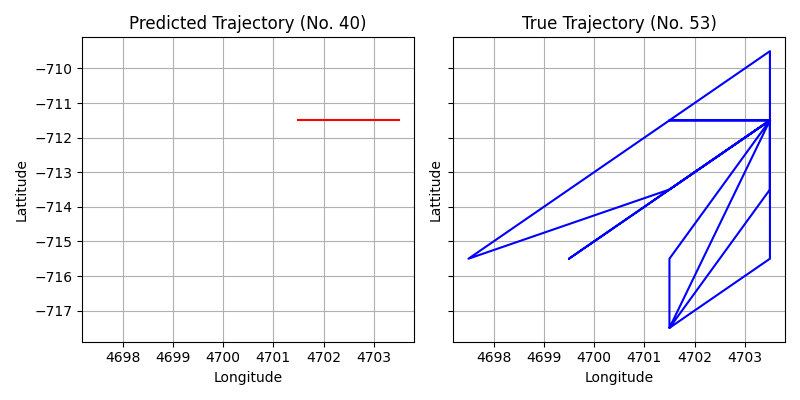 Predicted Trajectory (No. 40)
True Trajectory (No. 53)
Lattitude
−710
−711
−712
−713
−714
−715
−716
−717
4698 4699 4700 4701 4702 4703
Longitude
Lattitude
4698 4699 4700 4701 4702 4703
Longitude